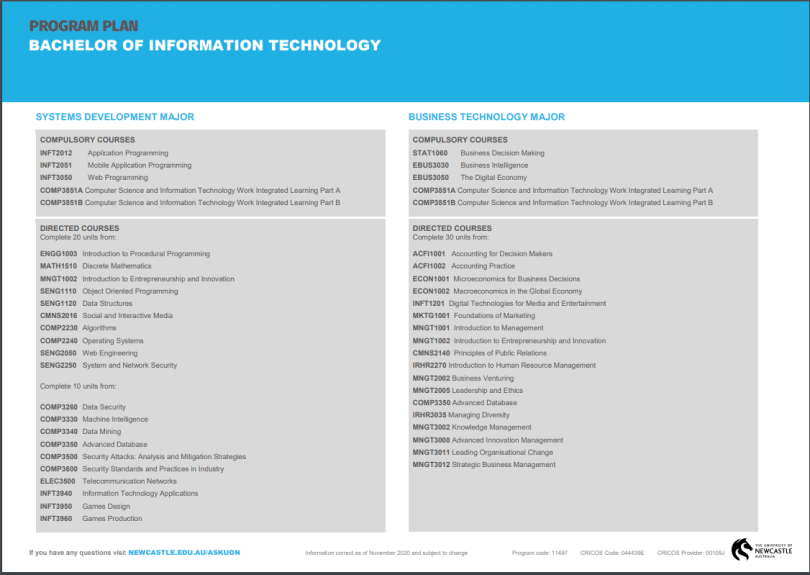 PROGRAM PLAN
BACHELOR OF INFORMATION TECHNOLOGY
SYSTEMS DEVELOPMENT MAJOR
COMPULSORY COURSES
INFT2012 Application Programming
INFT2051 Mobile Application Programming
INFT3050 Web Programming
COMP3851A Computer Science and Information Technology Work Integrated Learning Part A
COMP3851B Computer Science and Information Technology Work Integrated Learning Part B
DIRECTED COURSES
Complete 20 units from:
ENGG1003 Introduction to Procedural Programming
MATH1510 Discrete Mathematics
MNGT1002 Introduction to Entrepreneurship and Innovation
SENG1110 Object Oriented Programming
SENG1120 Data Structures
CMNS2016 Social and Interactive Media
COMP2230 Algorithms
COMP2240 Operating Systems
SENG2050 Web Engineering
SENG2250 System and Network Security
Complete 10 units from:
COMP3260 Data Security
COMP3330 Machine Intelligence
COMP3340 Data Mining
COMP3350 Advanced Database
COMP3500 Security Attacks: Analysis and Mitigation Strategies
COMP3600 Security Standards and Practices in Industry
ELEC3500 Telecommunication Networks
INFT3940 Information Technology Applications
INFT3950 Games Design
INFT3960 Games Production
BUSINESS TECHNOLOGY MAJOR
COMPULSORY COURSES
STAT1060 Business Decision Making
EBUS3030 Business Intelligence
EBUS3050 The Digital Economy
COMP3851A Computer Science and Information Technology Work Integrated Learning Part A
COMP3851B Computer Science and Information Technology Work Integrated Learning Part B
DIRECTED COURSES
Complete 30 units from:
ACFI1001 Accounting for Decision Makers
ACFI1002 Accounting Practice
ECON1001 Microeconomics for Business Decisions
ECON1002 Macroeconomics in the Global Economy
INFT1201 Digital Technologies for Media and Entertainment
MKTG1001 Foundations of Marketing
MNGT1001 Introduction to Management
MNGT1002 Introduction to Entrepreneurship and Innovation
CMNS2140 Principles of Public Relations
IRHR2270 Introduction to Human Resource Management
MNGT2002 Business Venturing
MNGT2005 Leadership and Ethics
COMP3350 Advanced Database
IRHR3035 Managing Diversity
MNGT3002 Knowledge Management
MNGT3008 Advanced Innovation Management
MNGT3011 Leading Organisational Change
MNGT3012 Strategic Business Management
If you have any questions visit NEWCASTLE.EDU.AU/ASKUON
Information correct as of November 2020 and subject to change
Program code: 11497 CRICOS Code: 044439E CRICOS Provider: 00109J
THE UNIVERSITY OF
NEWCASTLE
AUSTRALIA